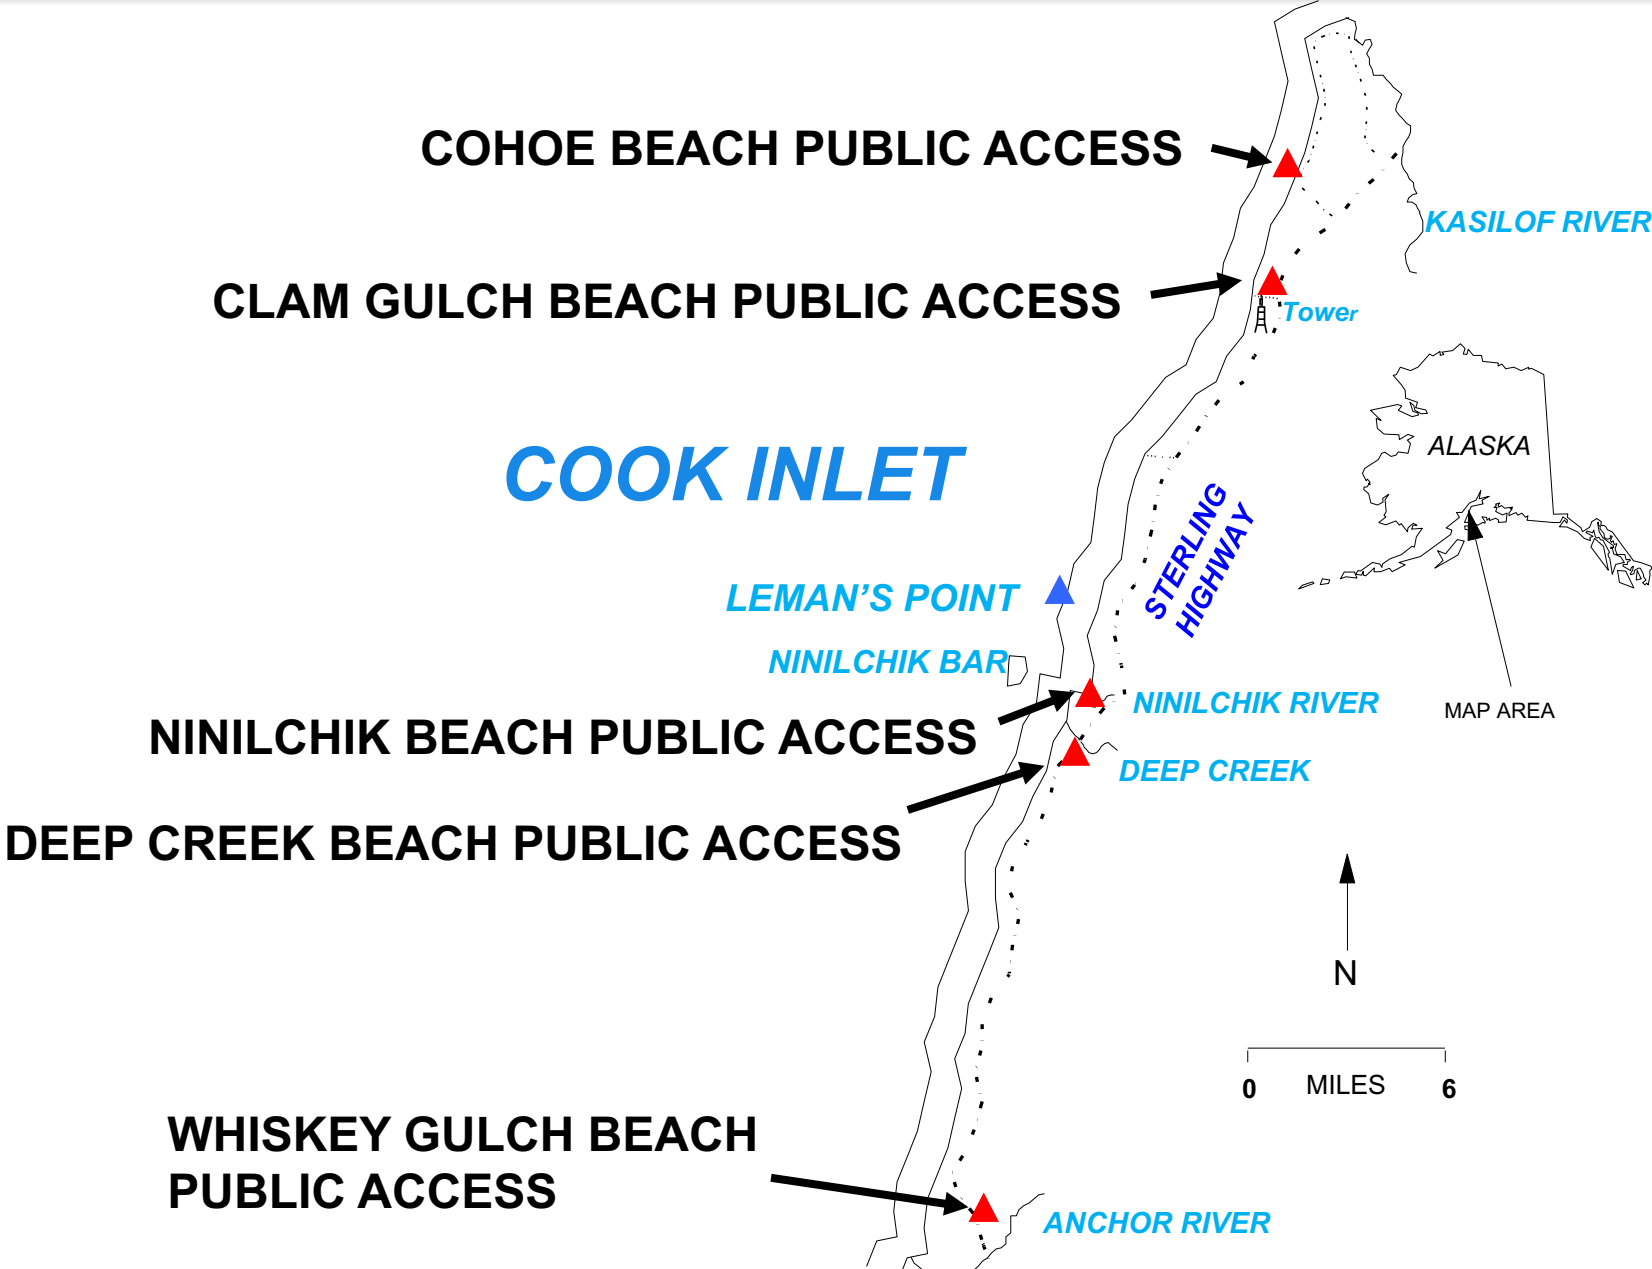 COHOE BEACH PUBLIC ACCESS
KASILOF RIVER
CLAM GULCH BEACH PUBLIC ACCESS
Tower
ALASKA
COOK INLET
STERLING
HIGHWAY
LEMAN'S POINT
NINILCHIK BAR
NINILCHIK RIVER
MAP AREA
NINILCHIK BEACH PUBLIC ACCESS
DEEP CREEK
DEEP CREEK BEACH PUBLIC ACCESS
N
0 MILES 6
WHISKEY GULCH BEACH
PUBLIC ACCESS
ANCHOR RIVER